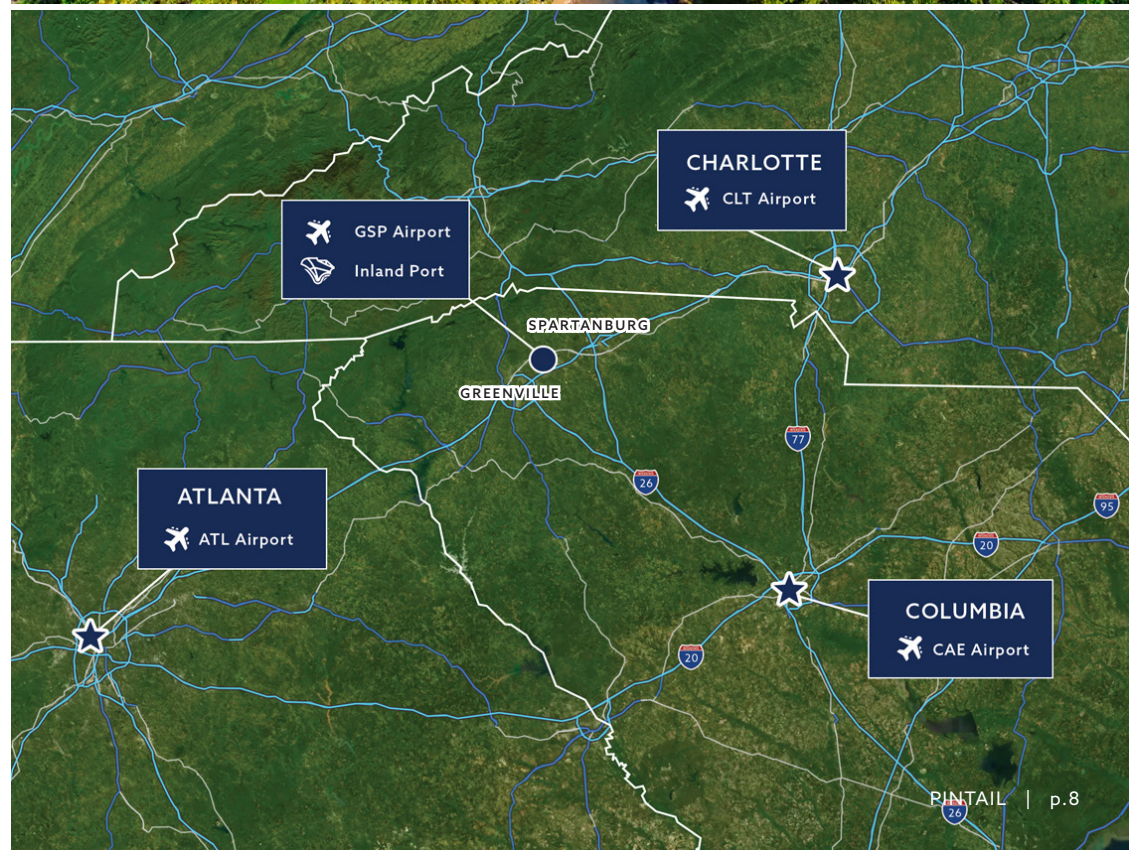 CHARLOTTE
CLT Airport
GSP Airport
Inland Port
SPARTANBURG
GREENVILLE
77
26
ATLANTA
ATL Airport
95
20
COLUMBIA
CAE Airport
20
PINTAIL | p.8
26